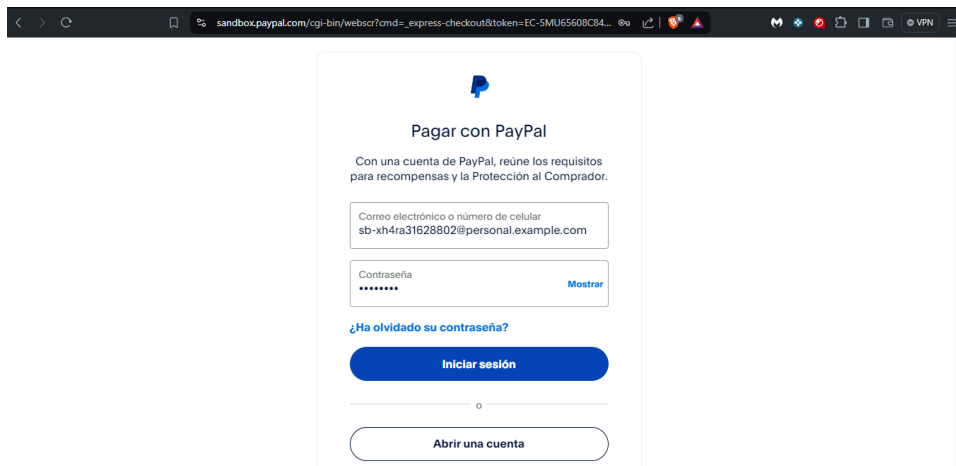 sandbox.paypal.com/cgi-bin/webscr?cmd=_express-checkout&token=EC-5MU65608C84...
VPN
Pagar con PayPal
Con una cuenta de PayPal, reúne los requisitos
para recompensas y la Protección al Comprador.
Correo electrónico o número de celular
sb-xh4ra31628802@personal.example.com
Contraseña
••••••••
Mostrar
¿Ha olvidado su contraseña?
Iniciar sesión
o
Abrir una cuenta